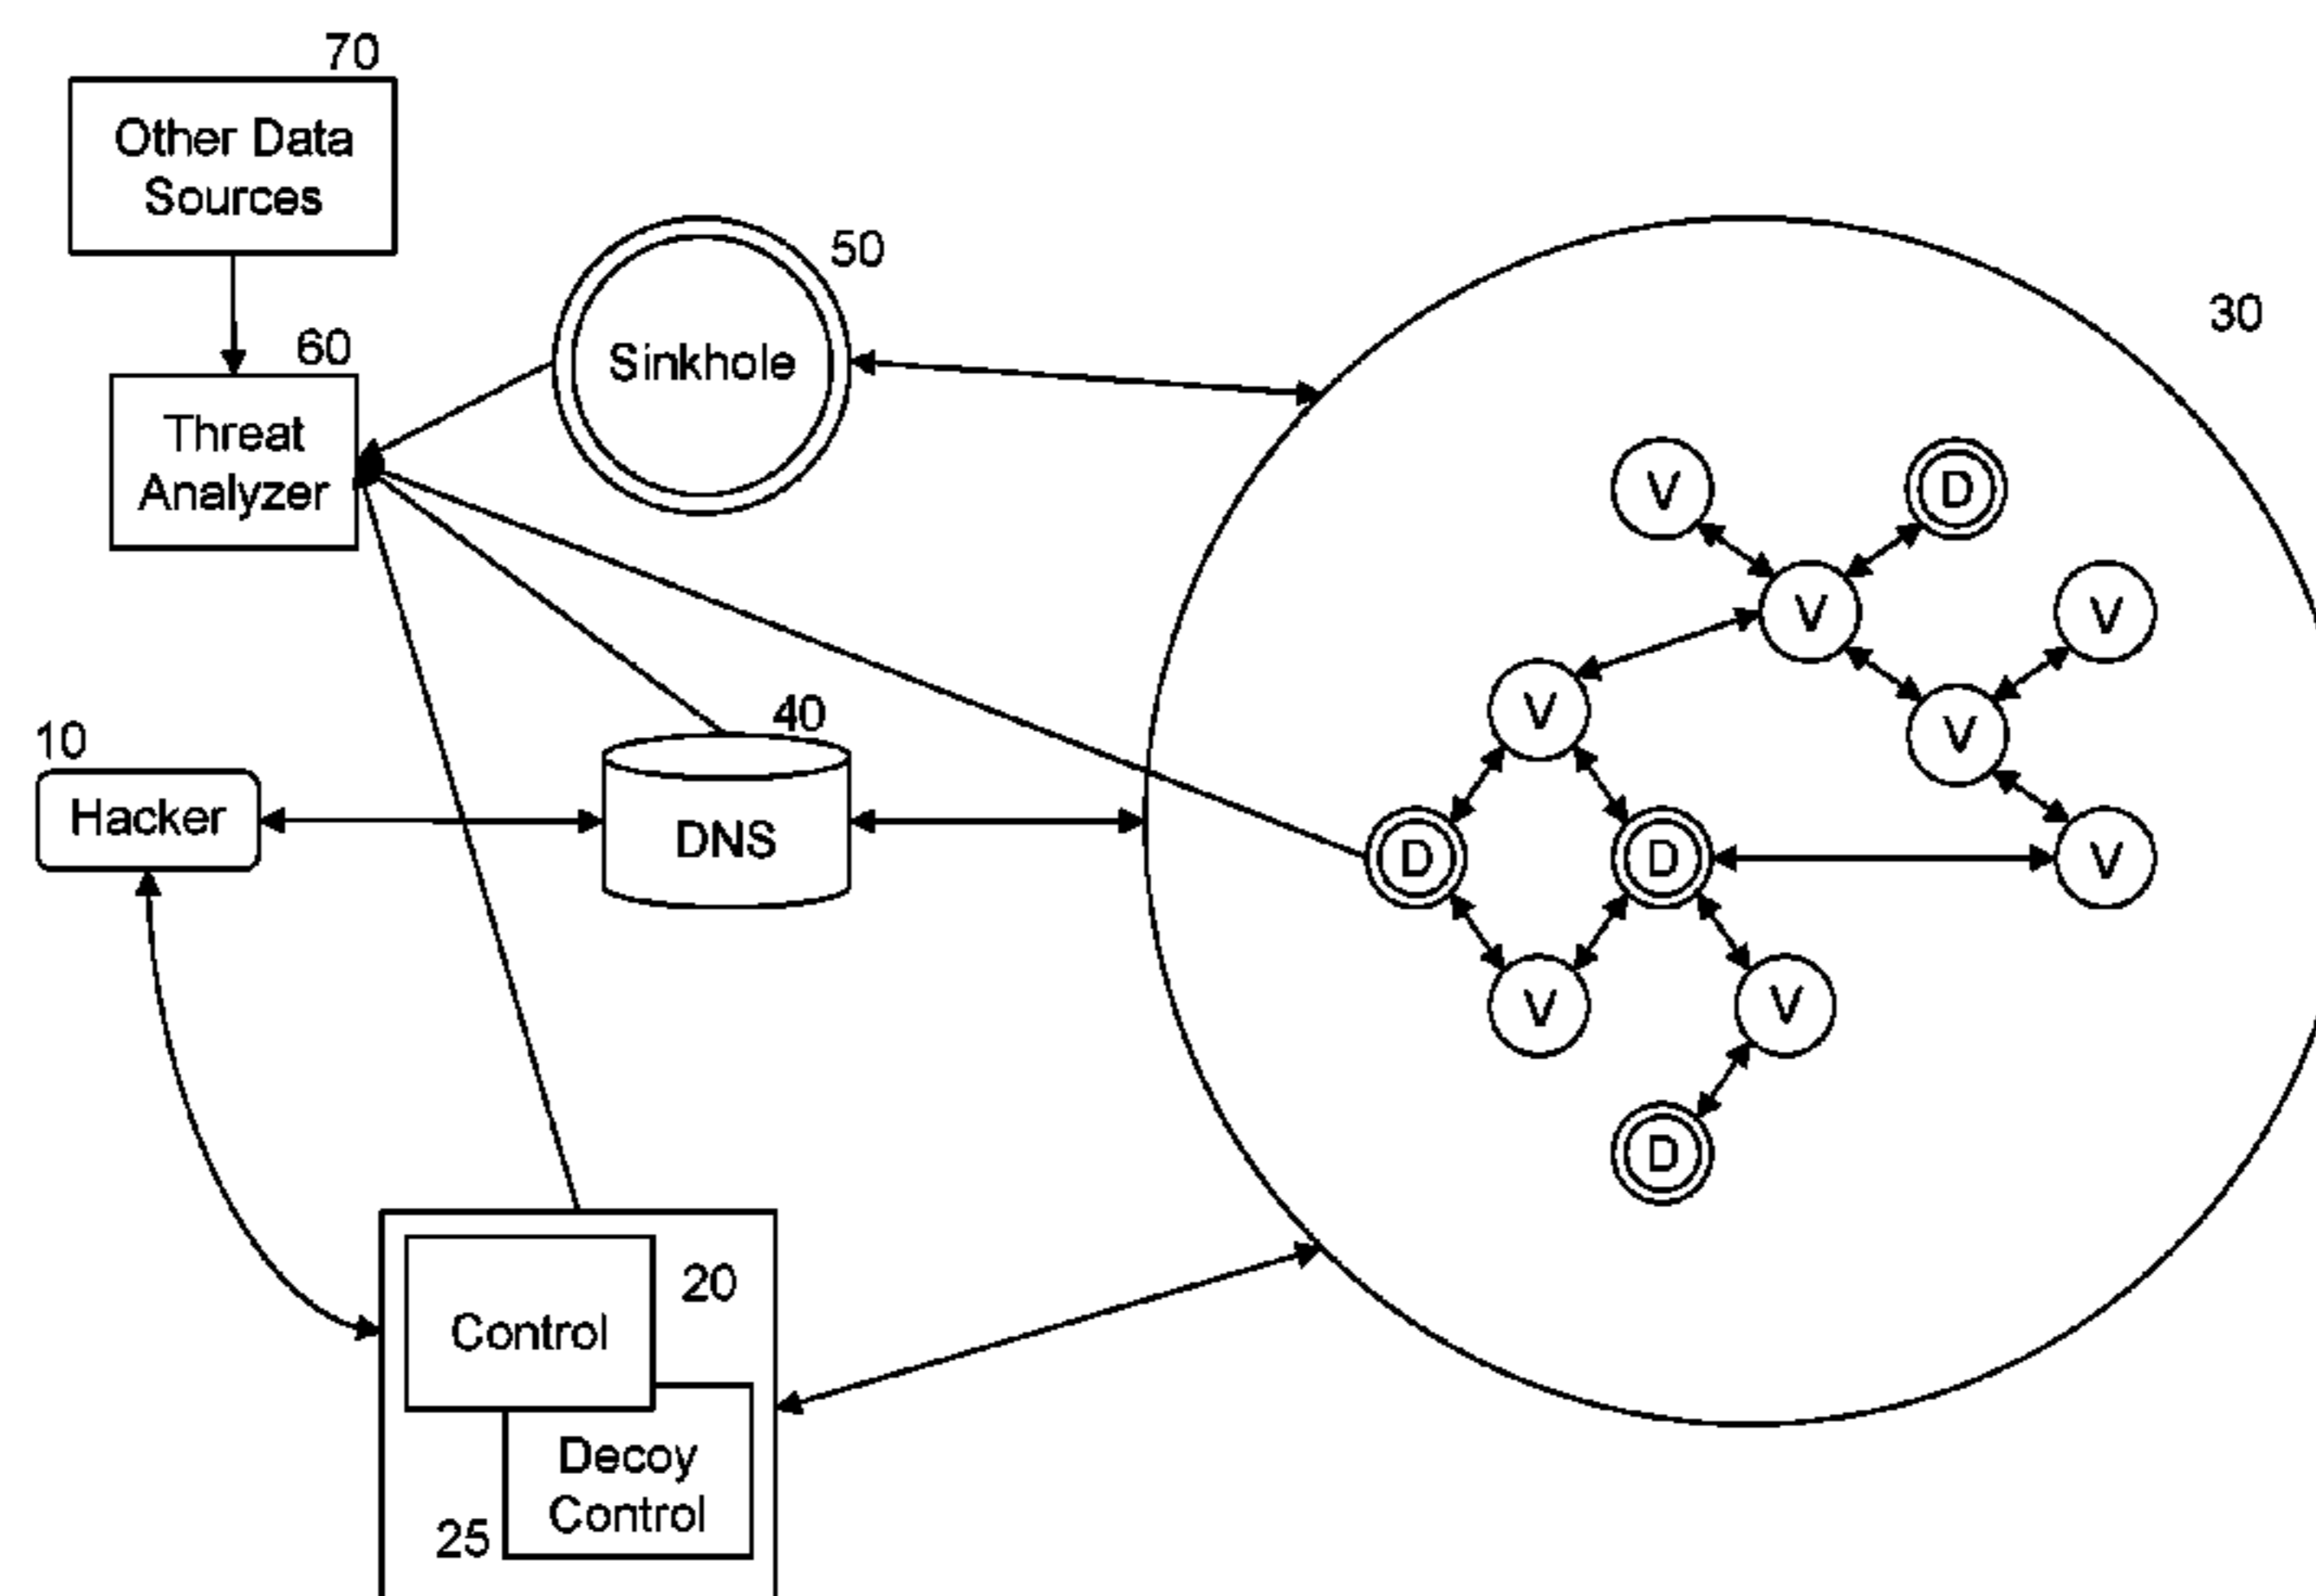 70
Other Data
Sources
50
30
60
Sinkhole
Threat
Analyzer
V
D
V
V
V
V
40
10
Hacker
DNS
D
D
V
V
V
D
20
Control
Decoy
Control
25